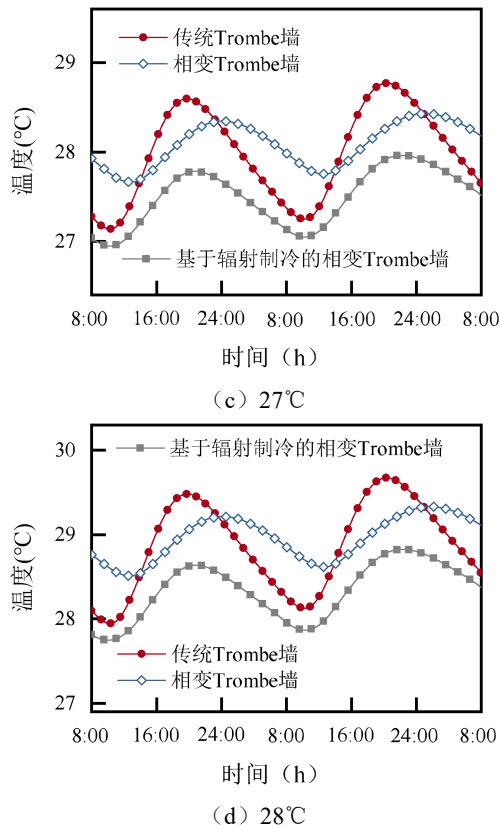 传统Trombe墙
相变Trombe墙
29
28
27
温度(℃)
基于辐射制冷的相变Trombe墙
8:00 16:00 24:00 8:00 16:00 24:00 8:00
时间（h）
（c）27℃
30
29
28
27
温度(℃)
基于辐射制冷的相变Trombe墙
传统Trombe墙
相变Trombe墙
8:00 16:00 24:00 8:00 16:00 24:00 8:00
时间（h）
（d）28℃